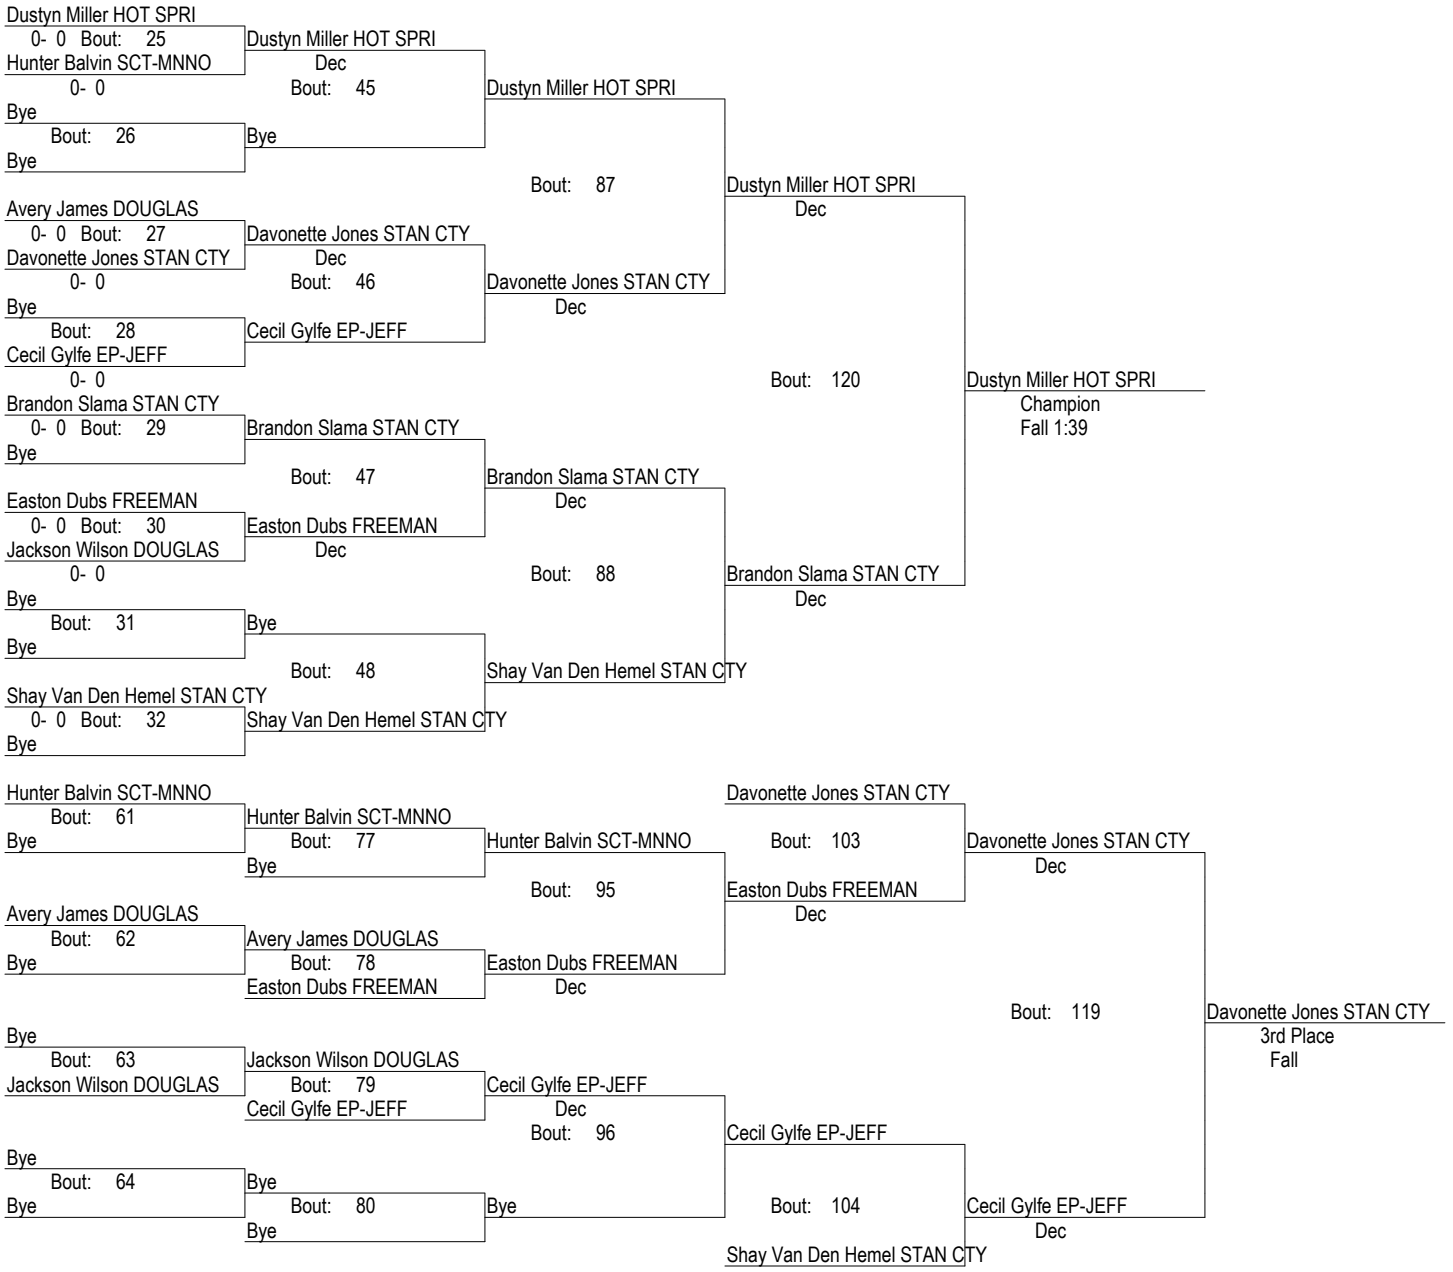 Dustyn Miller HOT SPRI
0- 0 Bout: 25 Dustyn Miller HOT SPRI
Hunter Balvin SCT-MNNO Dec
0- 0 Bout: 45 Dustyn Miller HOT SPRI
Bye
Bout: 26 Bye
Bye
Bout: 87 Dustyn Miller HOT SPRI
Avery James DOUGLAS Dec
0- 0 Bout: 27 Davonette Jones STAN CTY
Davonette Jones STAN CTY Dec
0- 0 Bout: 46 Davonette Jones STAN CTY
Bye Dec
Bout: 28 Cecil Gylfe EP-JEFF
Cecil Gylfe EP-JEFF
0- 0 Bout: 120 Dustyn Miller HOT SPRI
Brandon Slama STAN CTY Champion
0- 0 Bout: 29 Brandon Slama STAN CTY Fall 1:39
Bye
Bout: 47 Brandon Slama STAN CTY
Easton Dubs FREEMAN Dec
0- 0 Bout: 30 Easton Dubs FREEMAN
Jackson Wilson DOUGLAS Dec
0- 0 Bout: 88 Brandon Slama STAN CTY
Bye Dec
Bout: 31 Bye
Bye
Bout: 48 Shay Van Den Hemel STAN CTY
Shay Van Den Hemel STAN CTY
0- 0 Bout: 32 Shay Van Den Hemel STAN CTY
Bye
Hunter Balvin SCT-MNNO Davonette Jones STAN CTY
Bout: 61 Hunter Balvin SCT-MNNO
Bye Bout: 77 Hunter Balvin SCT-MNNO Bout: 103 Davonette Jones STAN CTY
Bye Dec
Bout: 95 Easton Dubs FREEMAN
Avery James DOUGLAS Dec
Bout: 62 Avery James DOUGLAS
Bye Bout: 78 Easton Dubs FREEMAN
Easton Dubs FREEMAN Dec
Bout: 119 Davonette Jones STAN CTY
Bye 3rd Place
Bout: 63 Jackson Wilson DOUGLAS Fall
Jackson Wilson DOUGLAS Bout: 79 Cecil Gylfe EP-JEFF
Cecil Gylfe EP-JEFF Dec
Bout: 96 Cecil Gylfe EP-JEFF
Bye
Bout: 64 Bye
Bye Bout: 80 Bye Bout: 104 Cecil Gylfe EP-JEFF
Bye Dec
Shay Van Den Hemel STAN CTY